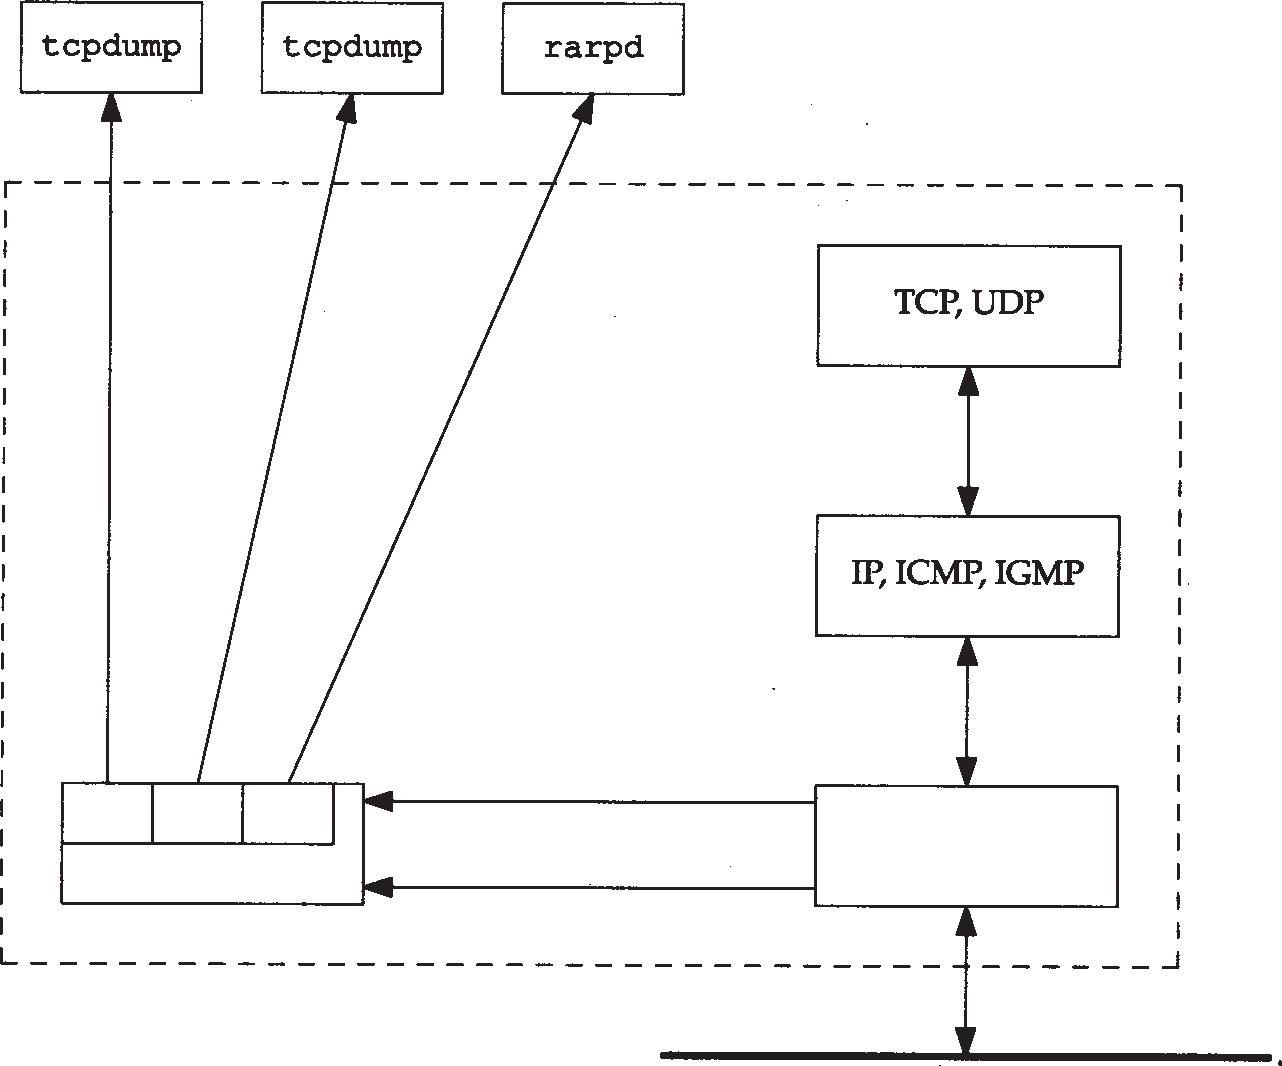 tcpdump
tcpdump
rarpd
TCP, UDP
IP, ICMP, IGMP